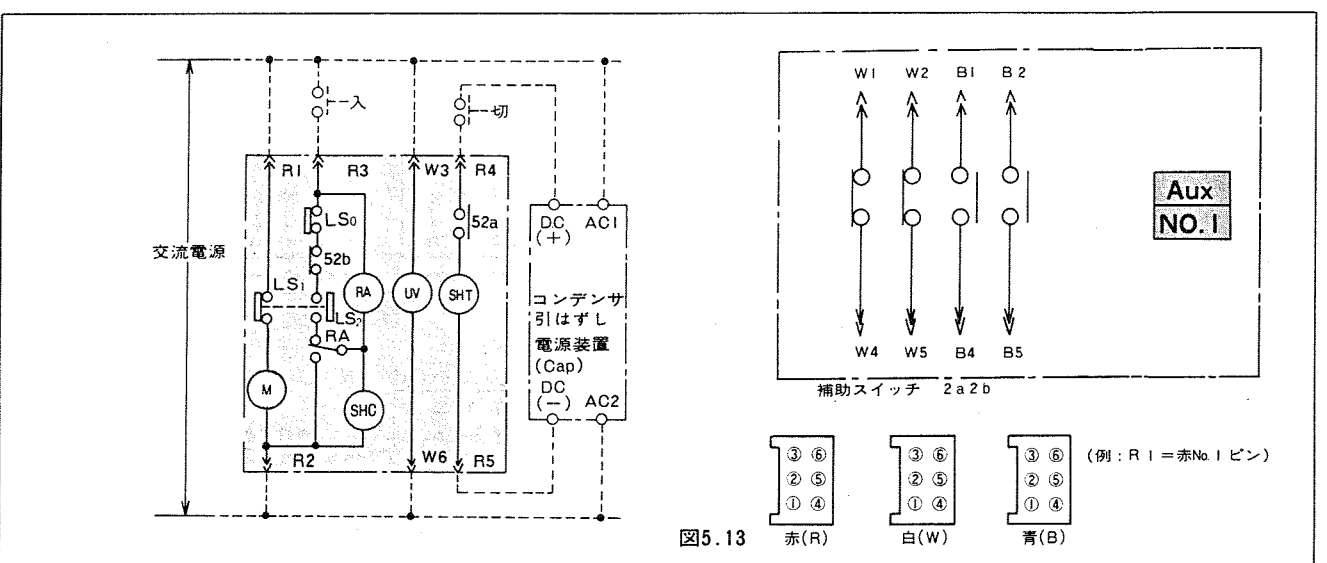 入
切
R1
R3
W3
R4
LS₀
52b
52a
DC
(+)
AC1
交流電源
LS₁
RA
UV
SHT
LS₂
RA
コンデンサ
引はずし
電源装置
(Cap)
M
SHC
DC
(−)
AC2
R2
W6
R5
W1
W2
B1
B2
Aux
NO.1
W4
W5
B4
B5
補助スイッチ 2a2b
③ ⑥
② ⑤
① ④
③ ⑥
② ⑤
① ④
③ ⑥
② ⑤
① ④
(例：R1＝赤No.1ピン)
図5.13
赤(R)
白(W)
青(B)